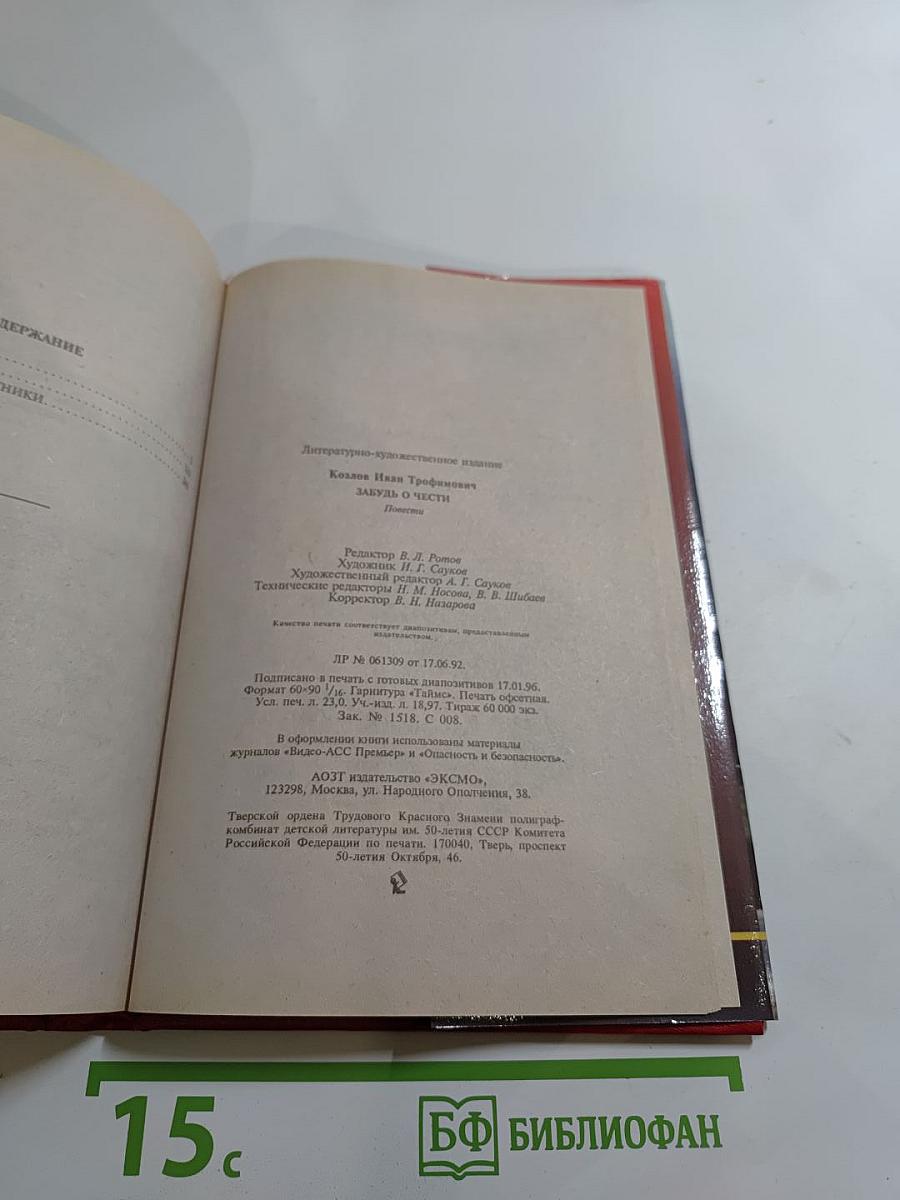 ДЕРЖАНИЕ
НИКИ
Литературно-художественное издание
Козлов Иван Трофимович
ЗАБУДЬ О ЧЕСТИ
Повести
Редактор В. Л. Ротов
Художник И. Г. Сауков
Художественный редактор А. Г. Сауков
Технические редакторы Н. М. Носова, В. В. Шибаев
Корректор В. Н. Назарова
Качество печати соответствует диапозитивам, предоставленным
издательством.
ЛР № 061309 от 17.06.92.
Подписано в печать с готовых диапозитивов 17.01.96.
Формат 60×90 1/16. Гарнитура «Таймс». Печать офсетная.
Усл. печ. л. 23,0. Уч.-изд. л. 18,97. Тираж 60 000 экз.
Зак. № 1518. С 008.
В оформлении книги использованы материалы
журналов «Видео-АСС Премьер» и «Опасность и безопасность».
АОЗТ издательство «ЭКСМО»,
123298, Москва, ул. Народного Ополчения, 38.
Тверской ордена Трудового Красного Знамени полиграф-
комбинат детской литературы им. 50-летия СССР Комитета
Российской Федерации по печати. 170040, Тверь, проспект
50-летия Октября, 46.
15 с
БФ БИБЛИОФАН